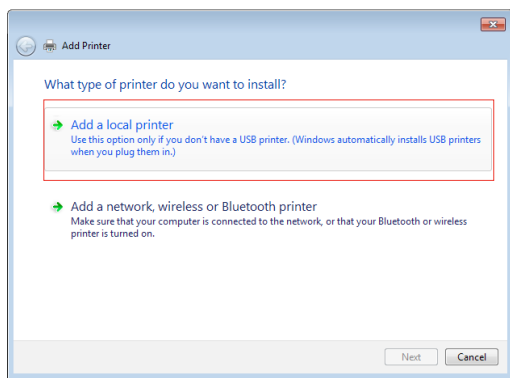 Add Printer
What type of printer do you want to install?
Add a local printer
Use this option only if you don't have a USB printer. (Windows automatically installs USB printers
when you plug them in.)
Add a network, wireless or Bluetooth printer
Make sure that your computer is connected to the network, or that your Bluetooth or wireless
printer is turned on.
Next Cancel